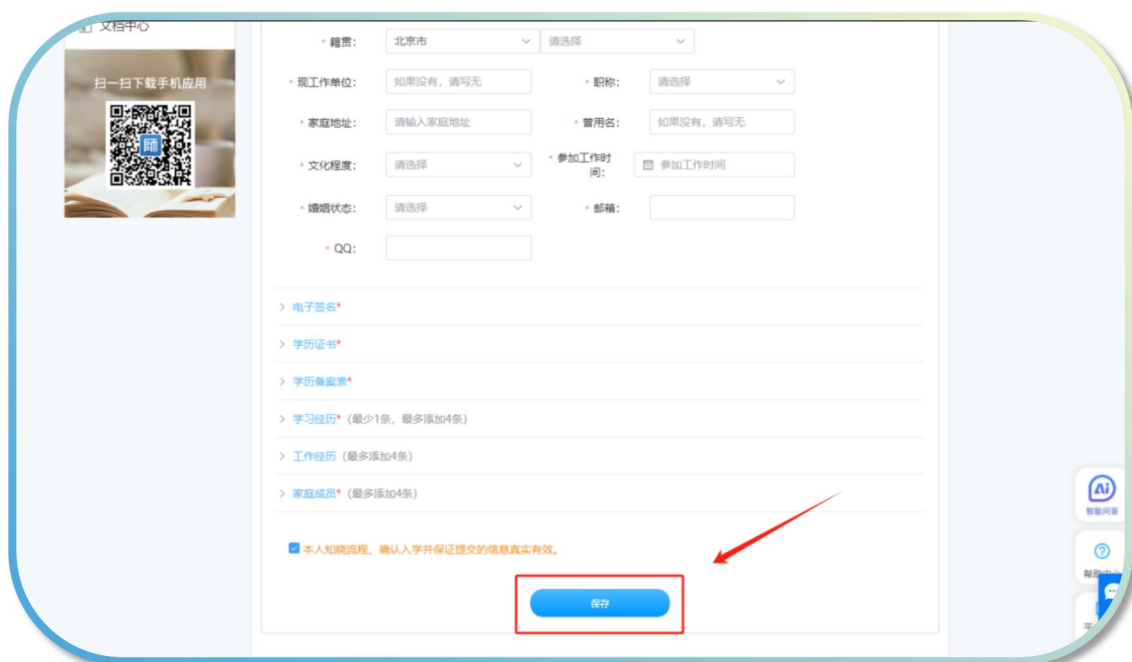 文档中心
扫一扫下载手机应用
師
* 籍贯： 北京市 请选择
* 现工作单位： 如果没有，请写无 * 职称： 请选择
* 家庭地址： 请输入家庭地址 * 曾用名： 如果没有，请写无
* 文化程度： 请选择 * 参加工作时间： 参加工作时间
* 婚姻状态： 请选择 * 邮箱：
* QQ：
> 电子签名*
> 学历证书*
> 学历备案表*
> 学习经历*（最少1条，最多添加4条）
> 工作经历（最多添加4条）
> 家庭成员*（最多添加4条）
本人知晓流程、确认入学并保证提交的信息真实有效。
保存
Ai
智能问答
?
帮助中心
平